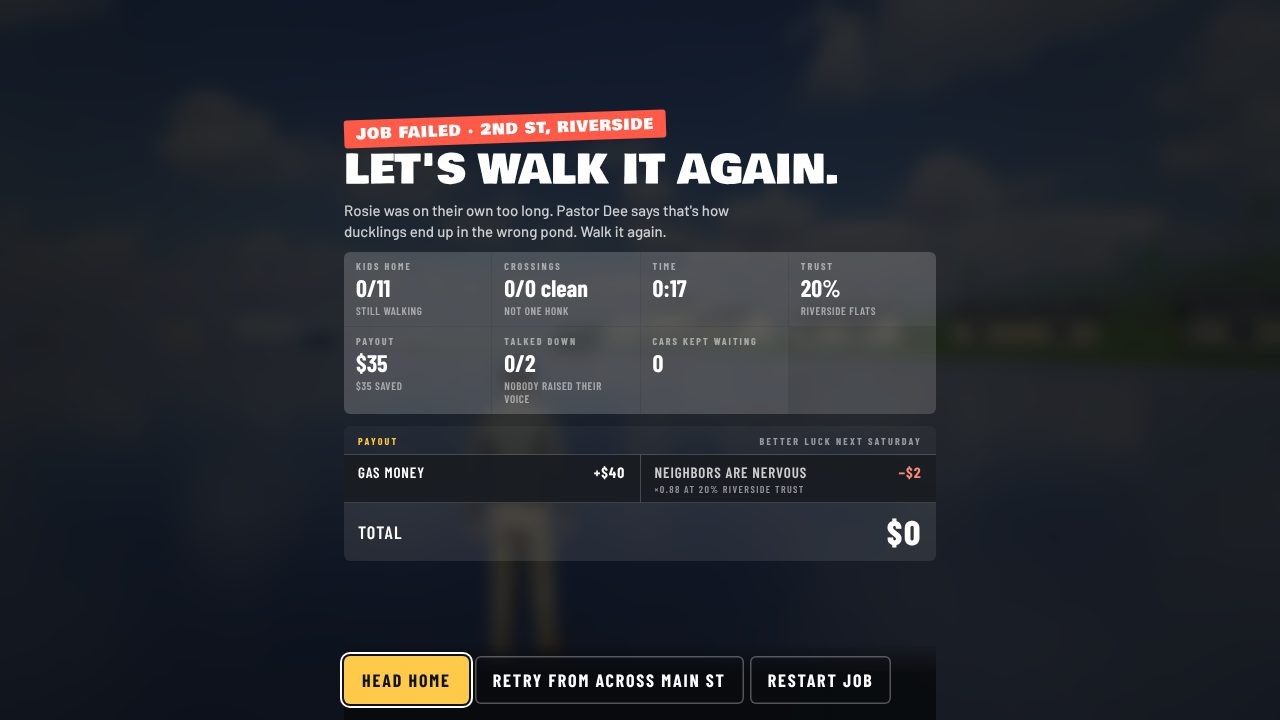 JOB FAILED · 2ND ST, RIVERSIDE
LET'S WALK IT AGAIN.
Rosie was on their own too long. Pastor Dee says that's how
ducklings end up in the wrong pond. Walk it again.
KIDS HOME
0/11
STILL WALKING
CROSSINGS
0/0 clean
NOT ONE HONK
TIME
0:17
TRUST
20%
RIVERSIDE FLATS
PAYOUT
$35
$35 SAVED
TALKED DOWN
0/2
NOBODY RAISED THEIR
VOICE
CARS KEPT WAITING
0
PAYOUT
BETTER LUCK NEXT SATURDAY
GAS MONEY +$40
NEIGHBORS ARE NERVOUS -$2
×0.88 AT 20% RIVERSIDE TRUST
TOTAL $0
HEAD HOME
RETRY FROM ACROSS MAIN ST
RESTART JOB